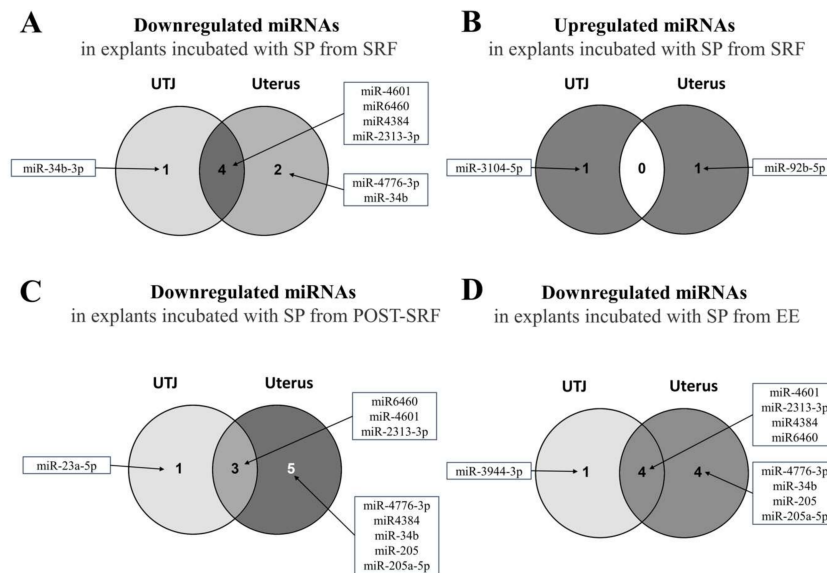 A
Downregulated miRNAs
in explants incubated with SP from SRF
UTJ
Uterus
miR-4601
miR6460
miR4384
miR-2313-3p
miR-34b-3p
1
4
2
miR-4776-3p
miR-34b
B
Upregulated miRNAs
in explants incubated with SP from SRF
UTJ
Uterus
miR-3104-5p
1
0
1
miR-92b-5p
C
Downregulated miRNAs
in explants incubated with SP from POST-SRF
UTJ
Uterus
miR6460
miR-4601
miR-2313-3p
miR-23a-5p
1
3
5
miR-4776-3p
miR4384
miR-34b
miR-205
miR-205a-5p
D
Downregulated miRNAs
in explants incubated with SP from EE
UTJ
Uterus
miR-4601
miR-2313-3p
miR4384
miR6460
miR-3944-3p
1
4
4
miR-4776-3p
miR-34b
miR-205
miR-205a-5p